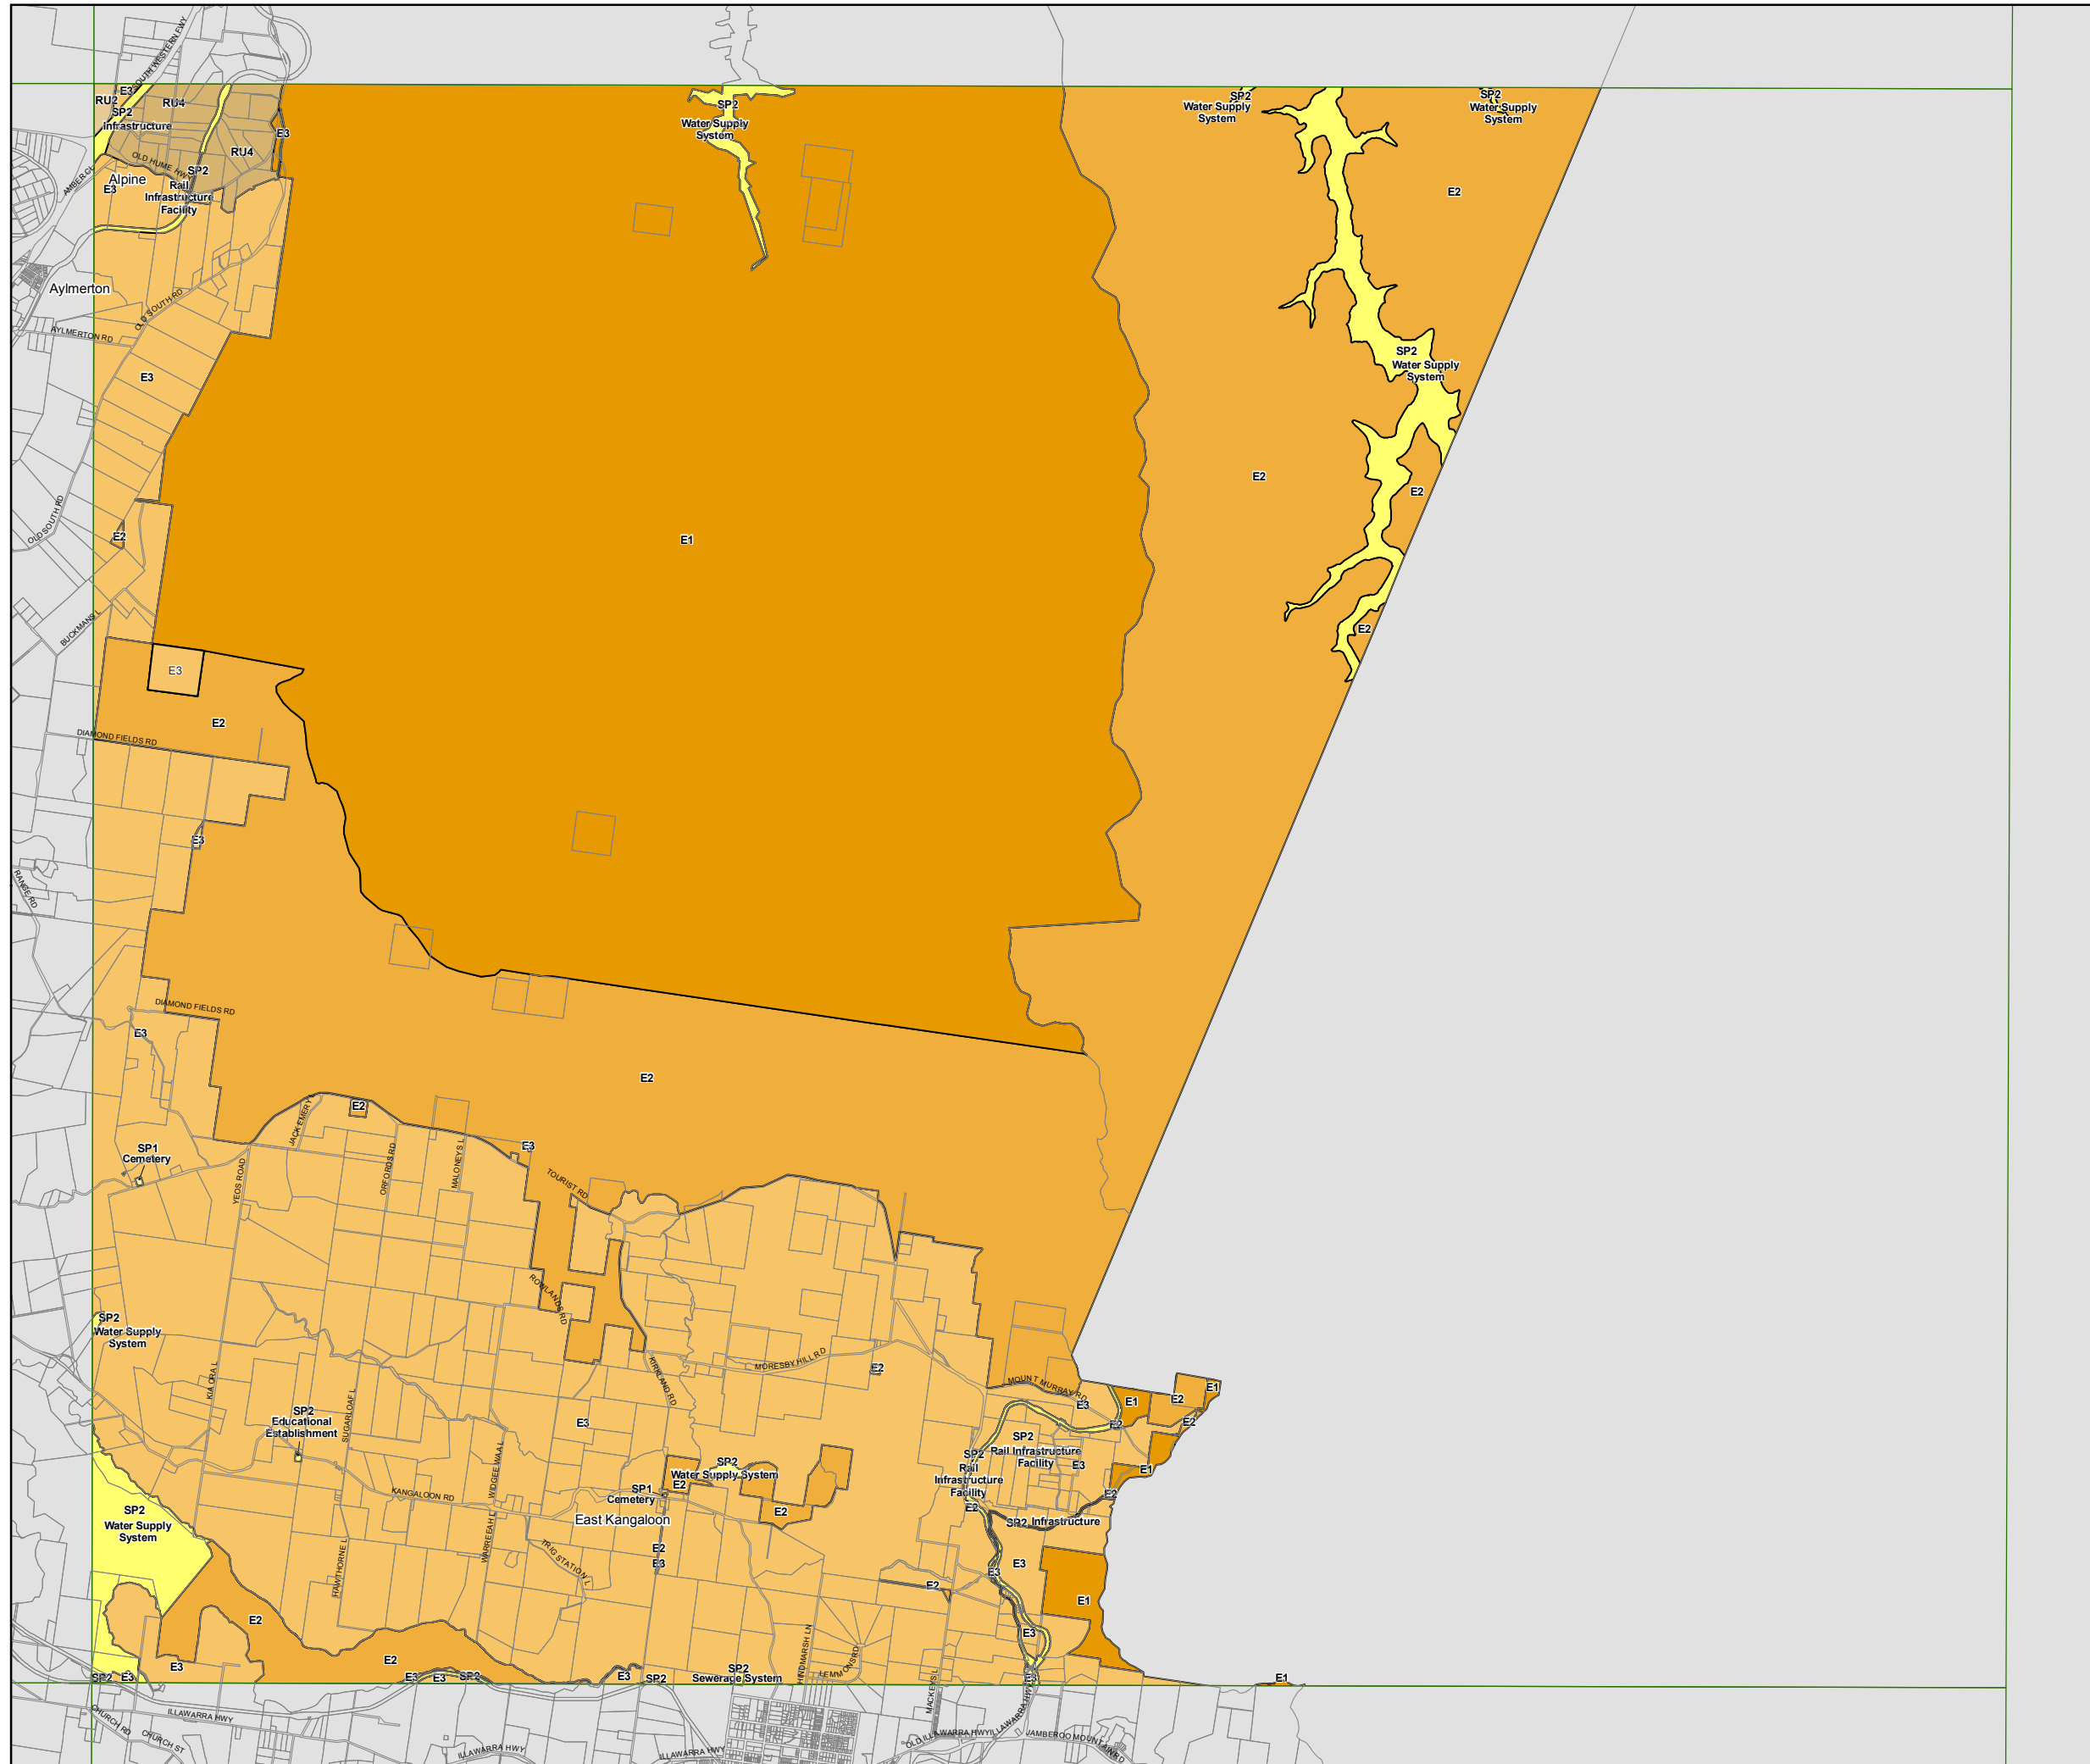 SOUTH WESTERN FWY
E3
RU2
RU4
SP2
Infrastructure
E3
RU4
OLD HUME HWY
AMBER CL
Alpine
E3
SP2
Rail
Infrastructure
Facility
SP2
Water Supply
System
SP2
Water Supply
System
SP2
Water Supply
System
E2
Aylmerton
OLD SOUTH RD
AYLMERTON RD
E3
SP2
Water Supply
System
E2
E2
OLD SOUTH RD
E2
E1
BUCKMANS L
E2
E3
E2
DIAMOND FIELDS RD
E3
RANGE RD
DIAMOND FIELDS RD
E3
E2
E2
JACK EMERY L
SP1
Cemetery
YEOS ROAD
ORFORDS RD
MALONEYS L
E3
TOURIST RD
ROWLANDS RD
SP2
Water Supply
System
KIA ORA L
SUGARLOAF L
KIRKLAND RD
MORESBY HILL RD
E2
MOUNT MURRAY RD
E3
E1
E2
E1
E2
E2
SP2
Educational
Establishment
E3
SP2
Rail Infrastructure
Facility
E3
SP2
Rail
Infrastructure
Facility
E2
E1
E2
SP2
Water Supply System
E2
SP1
Cemetery
E2
WIDGEE WAA L
KANGALOON RD
East Kangaloon
SP2
Water Supply
System
SP2 Infrastructure
HAWTHORNE L
WARREEAH L
TRIG STATION L
E2
E3
E3
E3
E2
E1
E2
E3
E3
E2
HINDMARSH LN
LEMMONS RD
SP2
E3
E3
E3
SP2
E3
SP2
SP2
Sewerage System
E3
E1
MACKEYS L
ILLAWARRA HWY
CHURCH RD
CHURCH ST
ILLAWARRA HWY
ILLAWARRA HWY
OLD ILLAWARRA HWY
ILLAWARRA HWY
JAMBEROO MOUNTAIN RD